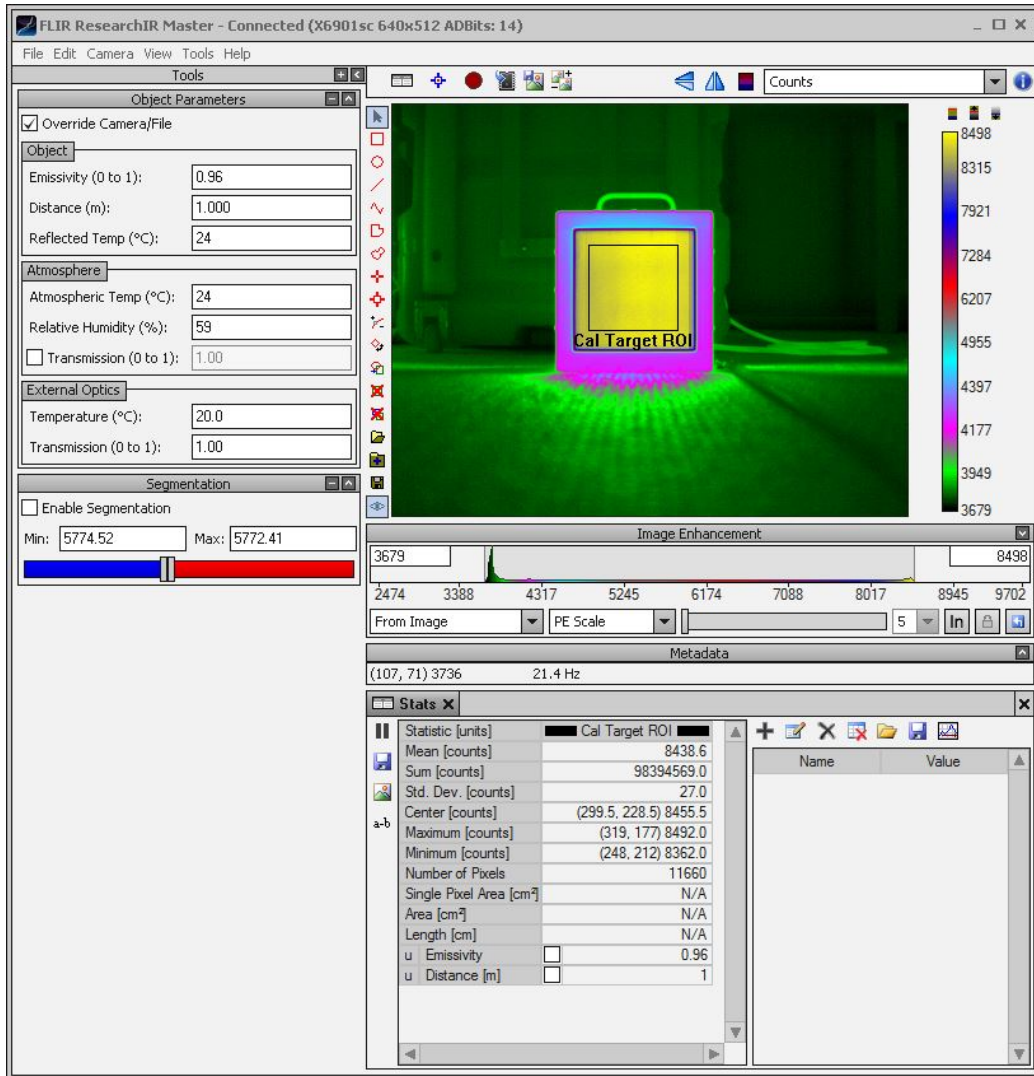 FLIR ResearchIR Master - Connected (X6901sc 640x512 ADBits: 14)
File Edit Camera View Tools Help
Tools
Object Parameters
Override Camera/File
Object
Emissivity (0 to 1): 0.96
Distance (m): 1.000
Reflected Temp (°C): 24
Atmosphere
Atmospheric Temp (°C): 24
Relative Humidity (%): 59
Transmission (0 to 1): 1.00
External Optics
Temperature (°C): 20.0
Transmission (0 to 1): 1.00
Segmentation
Enable Segmentation
Min: 5774.52 Max: 5772.41
Counts
Cal Target ROI
8498
8315
7921
7284
6207
4955
4397
4177
3949
3679
Image Enhancement
3679 8498
2474 3388 4317 5245 6174 7088 8017 8945 9702
From Image PE Scale 5 In
Metadata
(107, 71) 3736 21.4 Hz
Stats
a-b
Statistic [units] Cal Target ROI
Mean [counts] 8438.6
Sum [counts] 98394569.0
Std. Dev. [counts] 27.0
Center [counts] (299.5, 228.5) 8455.5
Maximum [counts] (319, 177) 8492.0
Minimum [counts] (248, 212) 8362.0
Number of Pixels 11660
Single Pixel Area [cm²] N/A
Area [cm²] N/A
Length [cm] N/A
u Emissivity 0.96
u Distance [m] 1
Name Value